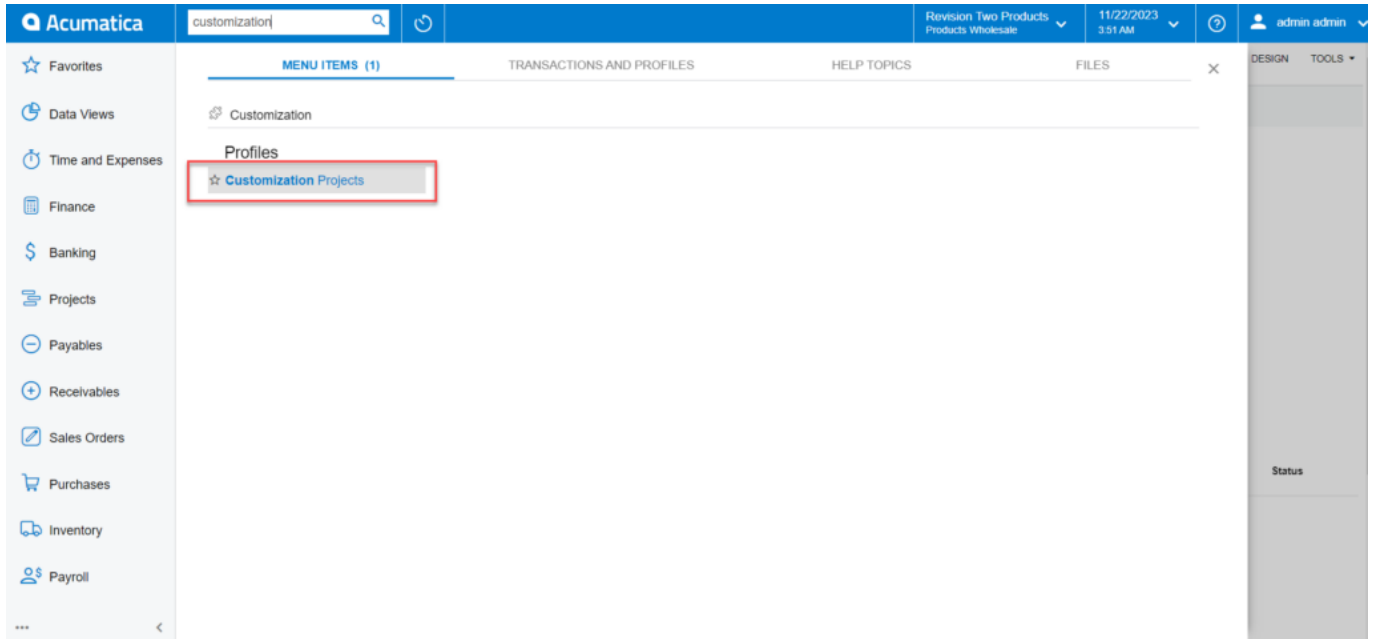 Acumatica
customization
Revision Two Products
Products Wholesale
11/22/2023
3:51 AM
admin admin
Favorites
Data Views
Time and Expenses
Finance
Banking
Projects
Payables
Receivables
Sales Orders
Purchases
Inventory
Payroll
MENU ITEMS (1)
TRANSACTIONS AND PROFILES
HELP TOPICS
FILES
Customization
Profiles
Customization Projects
DESIGN
TOOLS
Status